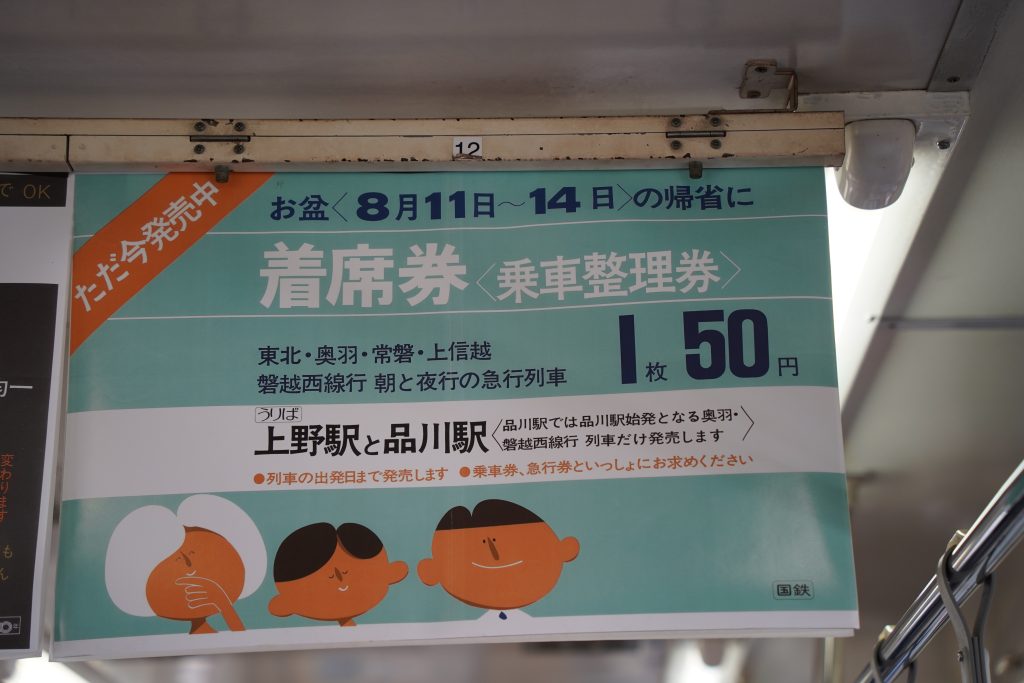 で OK
12
ただ今発売中
お盆〈8月11日〜14日〉の帰省に
着席券〈乗車整理券〉
東北・奥羽・常磐・上信越
磐越西線行 朝と夜行の急行列車
1枚 50円
うりば
上野駅と品川駅
〈品川駅では品川駅始発となる奥羽・
磐越西線行 列車だけ発売します〉
●列車の出発日まで発売します ●乗車券、急行券といっしょにお求めください
国鉄
変わります